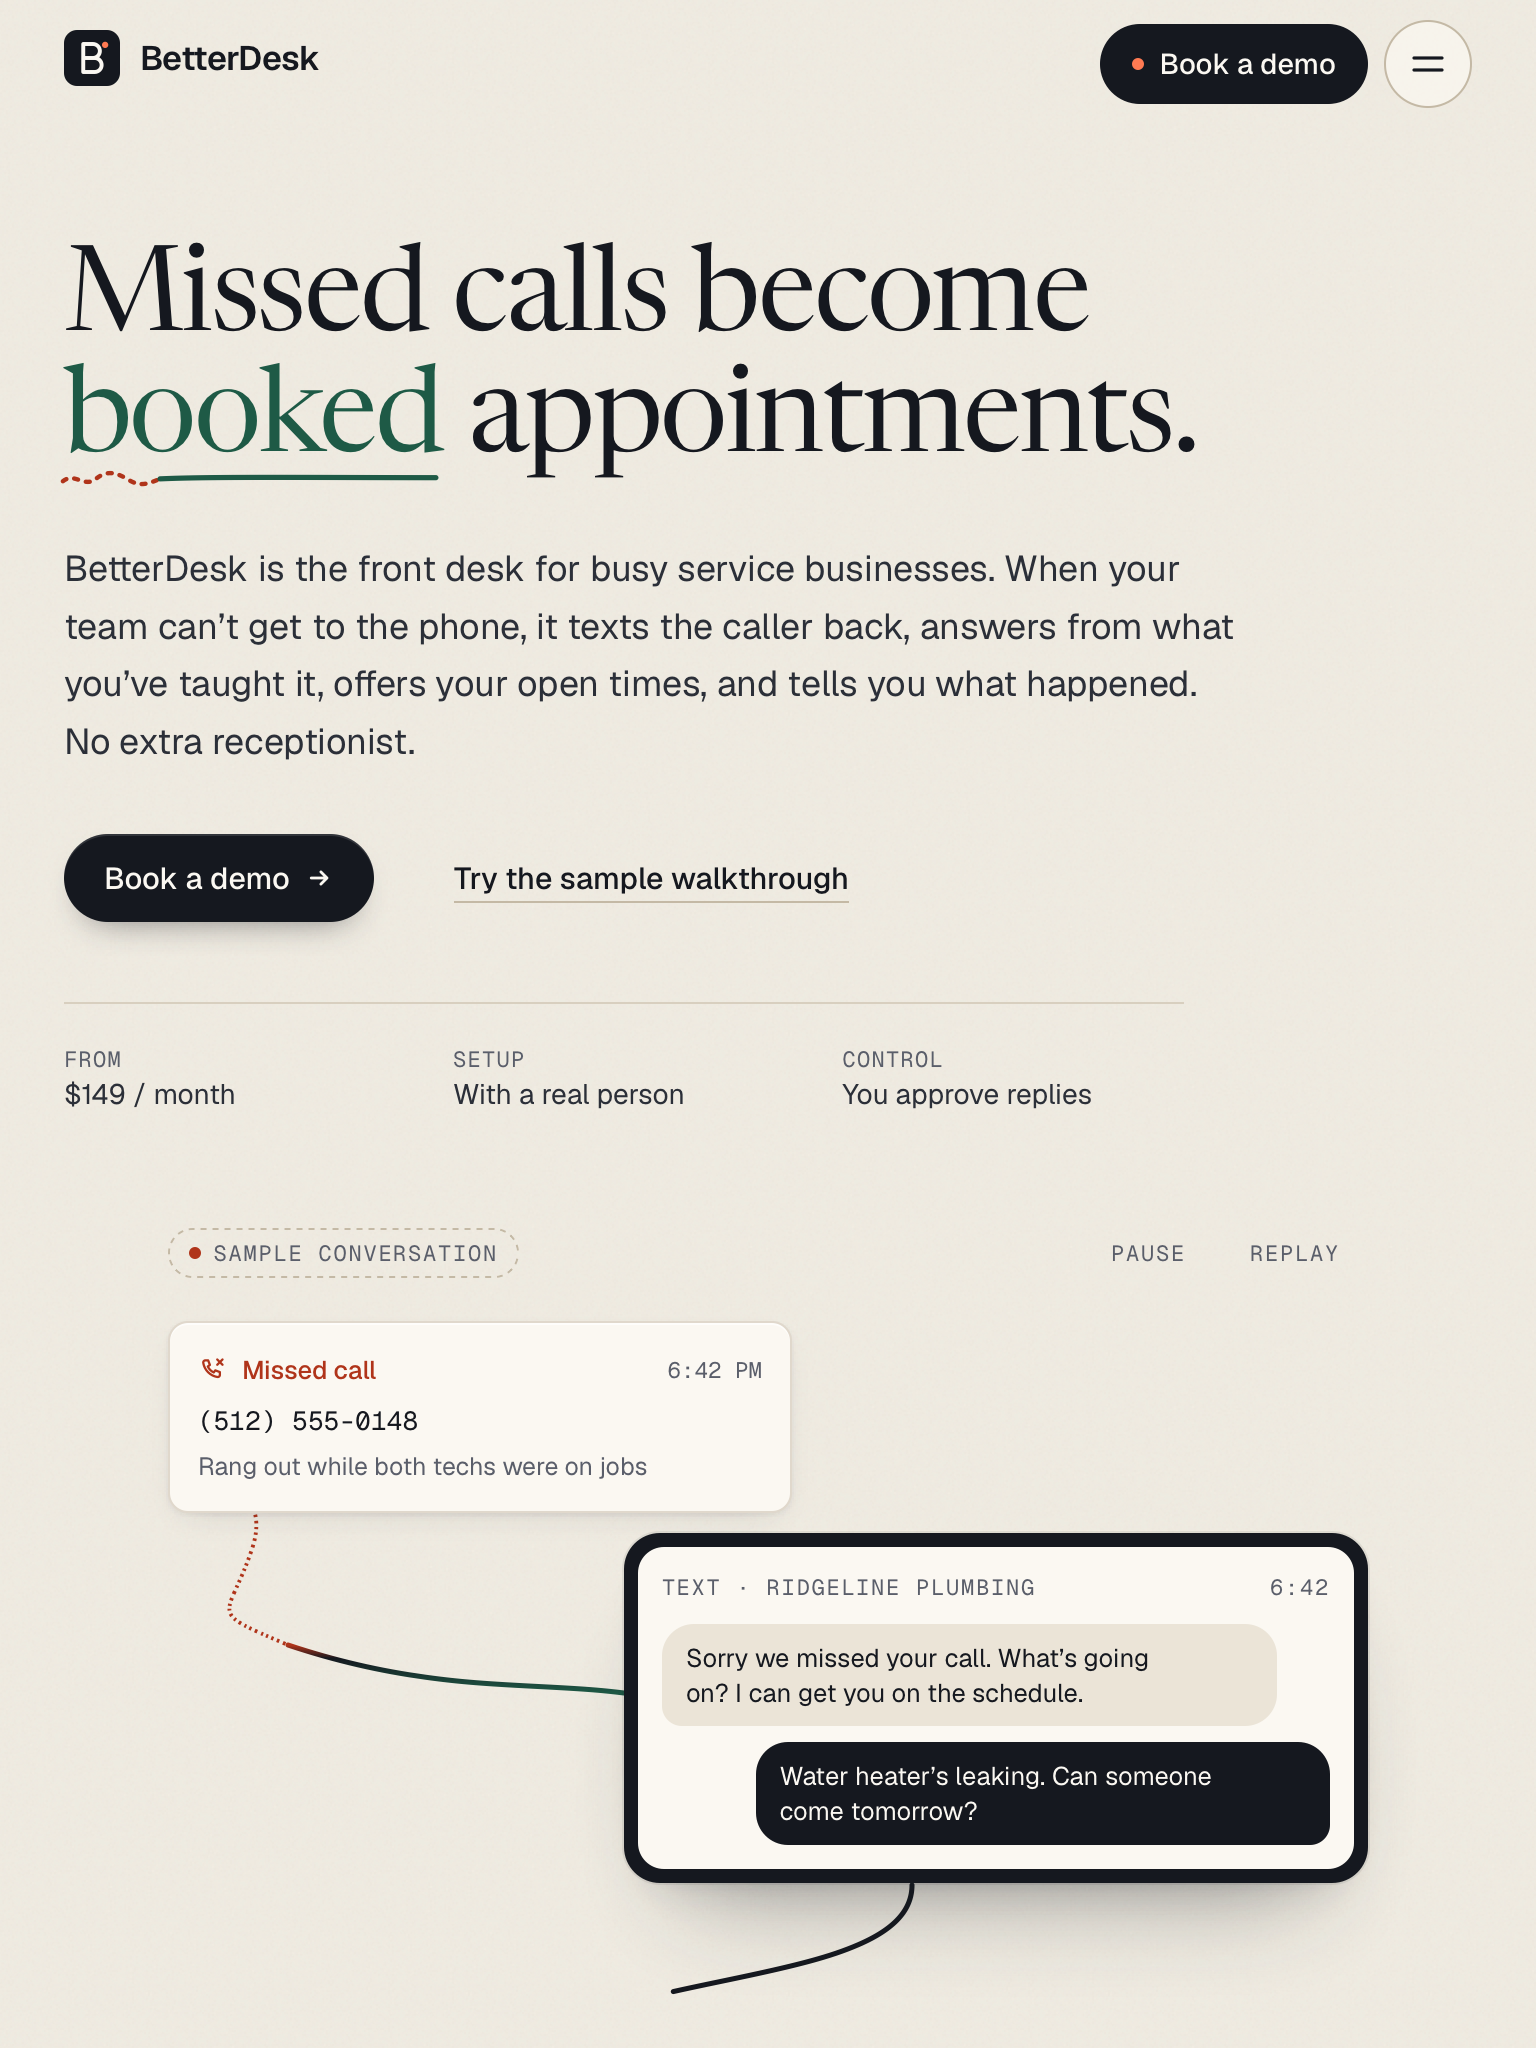 B BetterDesk
Book a demo
Missed calls become
booked appointments.
BetterDesk is the front desk for busy service businesses. When your
team can’t get to the phone, it texts the caller back, answers from what
you’ve taught it, offers your open times, and tells you what happened.
No extra receptionist.
Book a demo →
Try the sample walkthrough
FROM
$149 / month
SETUP
With a real person
CONTROL
You approve replies
SAMPLE CONVERSATION
PAUSE
REPLAY
Missed call
6:42 PM
(512) 555-0148
Rang out while both techs were on jobs
TEXT · RIDGELINE PLUMBING
6:42
Sorry we missed your call. What’s going
on? I can get you on the schedule.
Water heater’s leaking. Can someone
come tomorrow?